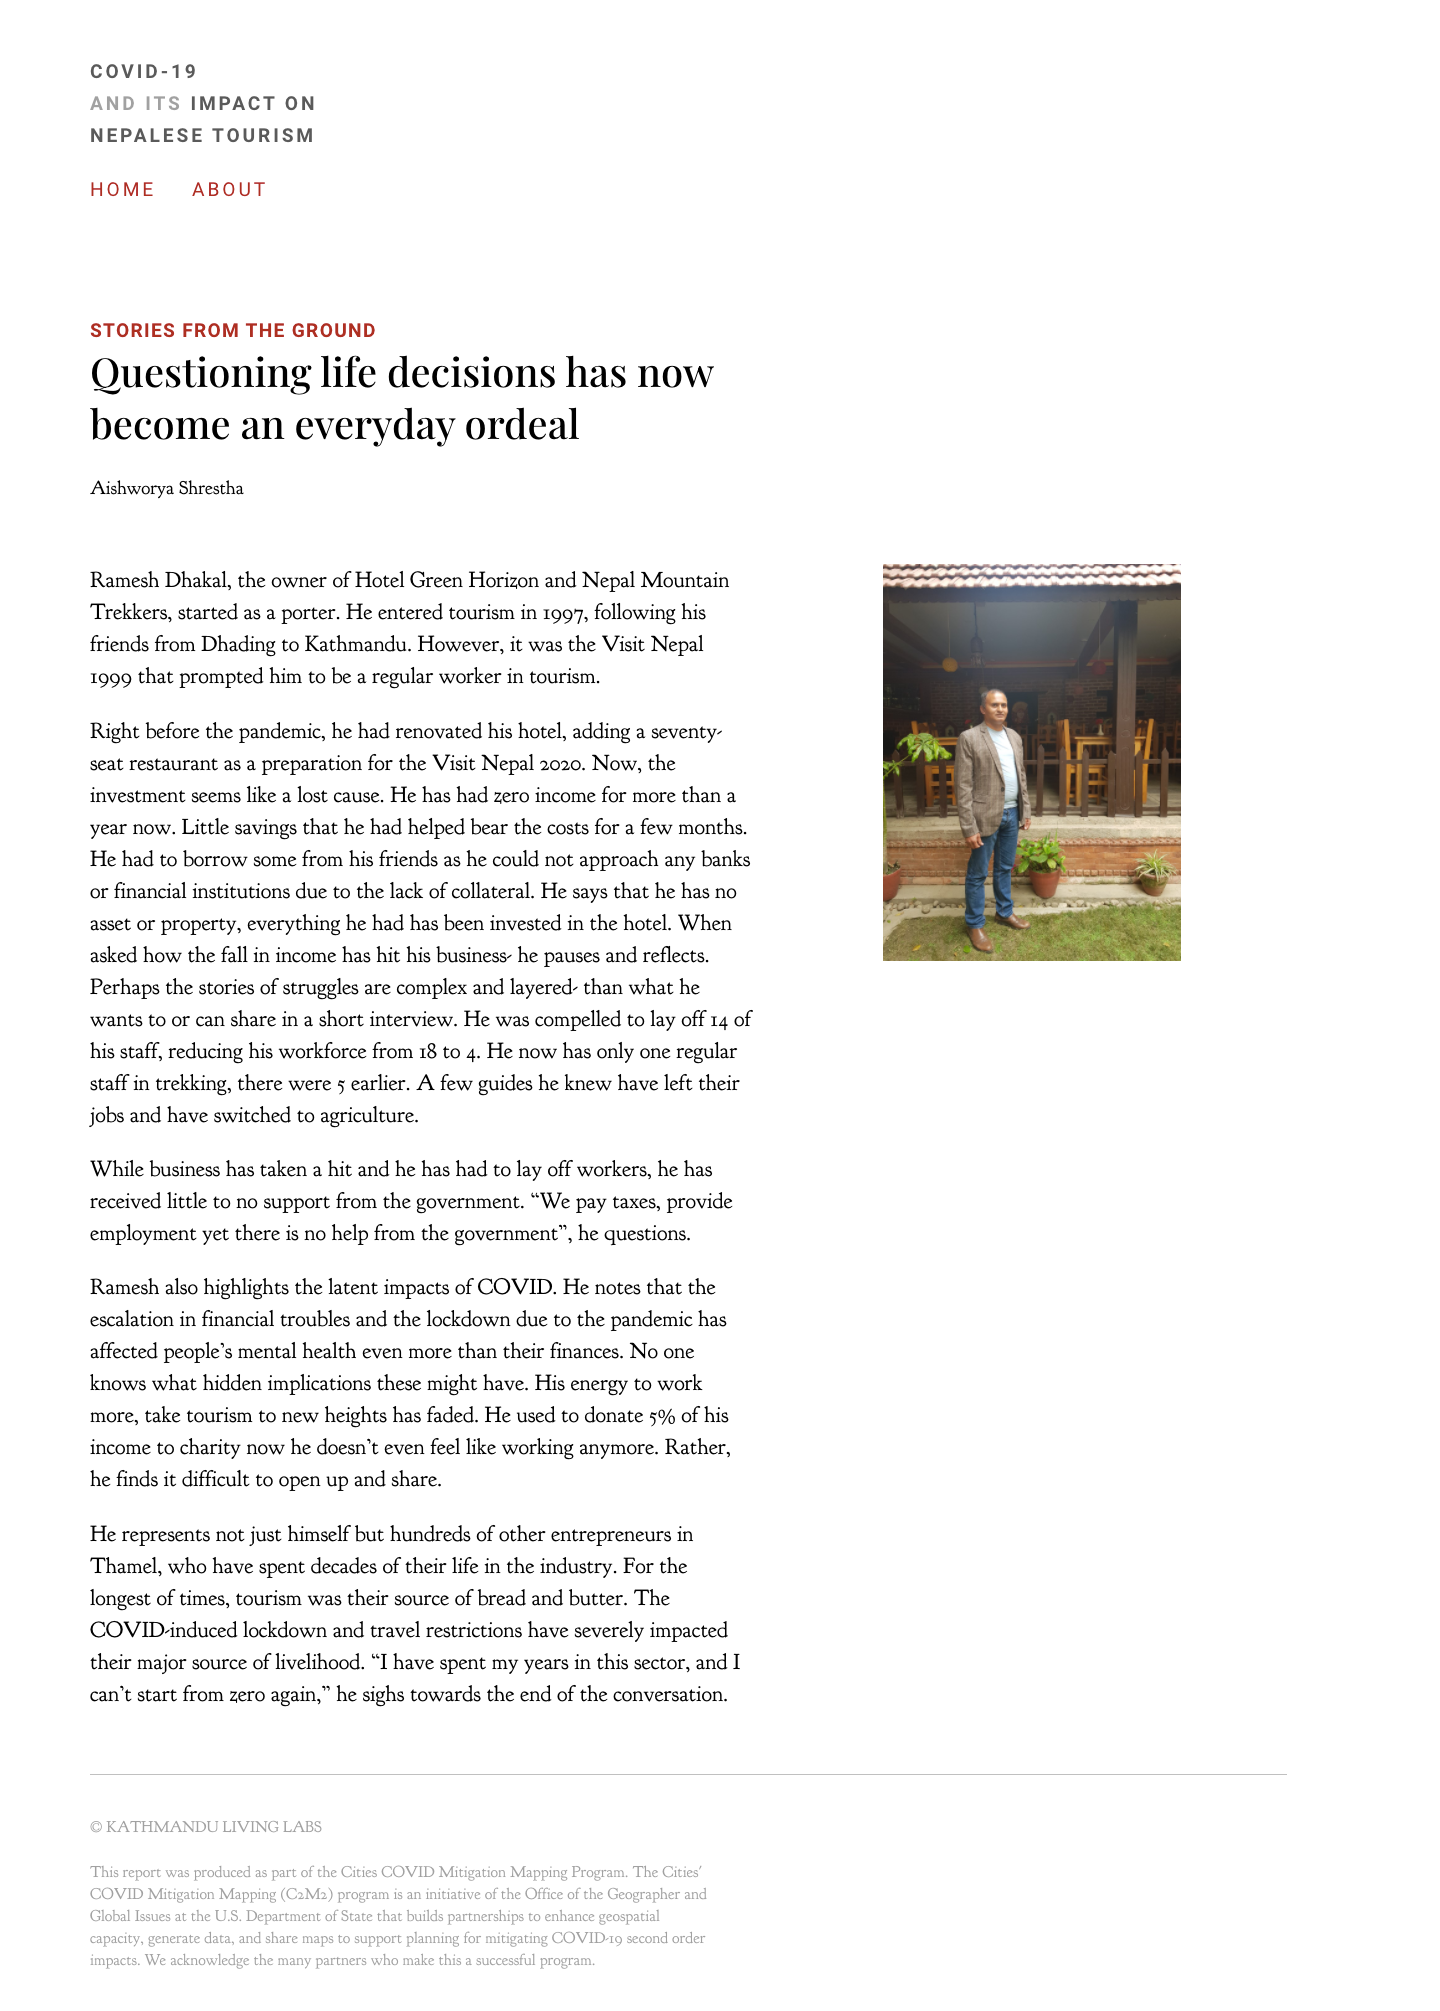 COVID-19
AND ITS IMPACT ON
NEPALESE TOURISM
HOME ABOUT
STORIES FROM THE GROUND
Questioning life decisions has now
become an everyday ordeal
Aishworya Shrestha
Ramesh Dhakal, the owner of Hotel Green Horizon and Nepal Mountain
Trekkers, started as a porter. He entered tourism in 1997, following his
friends from Dhading to Kathmandu. However, it was the Visit Nepal
1999 that prompted him to be a regular worker in tourism.
Right before the pandemic, he had renovated his hotel, adding a seventy-
seat restaurant as a preparation for the Visit Nepal 2020. Now, the
investment seems like a lost cause. He has had zero income for more than a
year now. Little savings that he had helped bear the costs for a few months.
He had to borrow some from his friends as he could not approach any banks
or financial institutions due to the lack of collateral. He says that he has no
asset or property, everything he had has been invested in the hotel. When
asked how the fall in income has hit his business- he pauses and reflects.
Perhaps the stories of struggles are complex and layered- than what he
wants to or can share in a short interview. He was compelled to lay off 14 of
his staff, reducing his workforce from 18 to 4. He now has only one regular
staff in trekking, there were 5 earlier. A few guides he knew have left their
jobs and have switched to agriculture.
While business has taken a hit and he has had to lay off workers, he has
received little to no support from the government. “We pay taxes, provide
employment yet there is no help from the government”, he questions.
Ramesh also highlights the latent impacts of COVID. He notes that the
escalation in financial troubles and the lockdown due to the pandemic has
affected people’s mental health even more than their finances. No one
knows what hidden implications these might have. His energy to work
more, take tourism to new heights has faded. He used to donate 5% of his
income to charity now he doesn’t even feel like working anymore. Rather,
he finds it difficult to open up and share.
He represents not just himself but hundreds of other entrepreneurs in
Thamel, who have spent decades of their life in the industry. For the
longest of times, tourism was their source of bread and butter. The
COVID-induced lockdown and travel restrictions have severely impacted
their major source of livelihood. “I have spent my years in this sector, and I
can’t start from zero again,” he sighs towards the end of the conversation.
© KATHMANDU LIVING LABS
This report was produced as part of the Cities COVID Mitigation Mapping Program. The Cities’
COVID Mitigation Mapping (C2M2) program is an initiative of the Office of the Geographer and
Global Issues at the U.S. Department of State that builds partnerships to enhance geospatial
capacity, generate data, and share maps to support planning for mitigating COVID-19 second order
impacts. We acknowledge the many partners who make this a successful program.